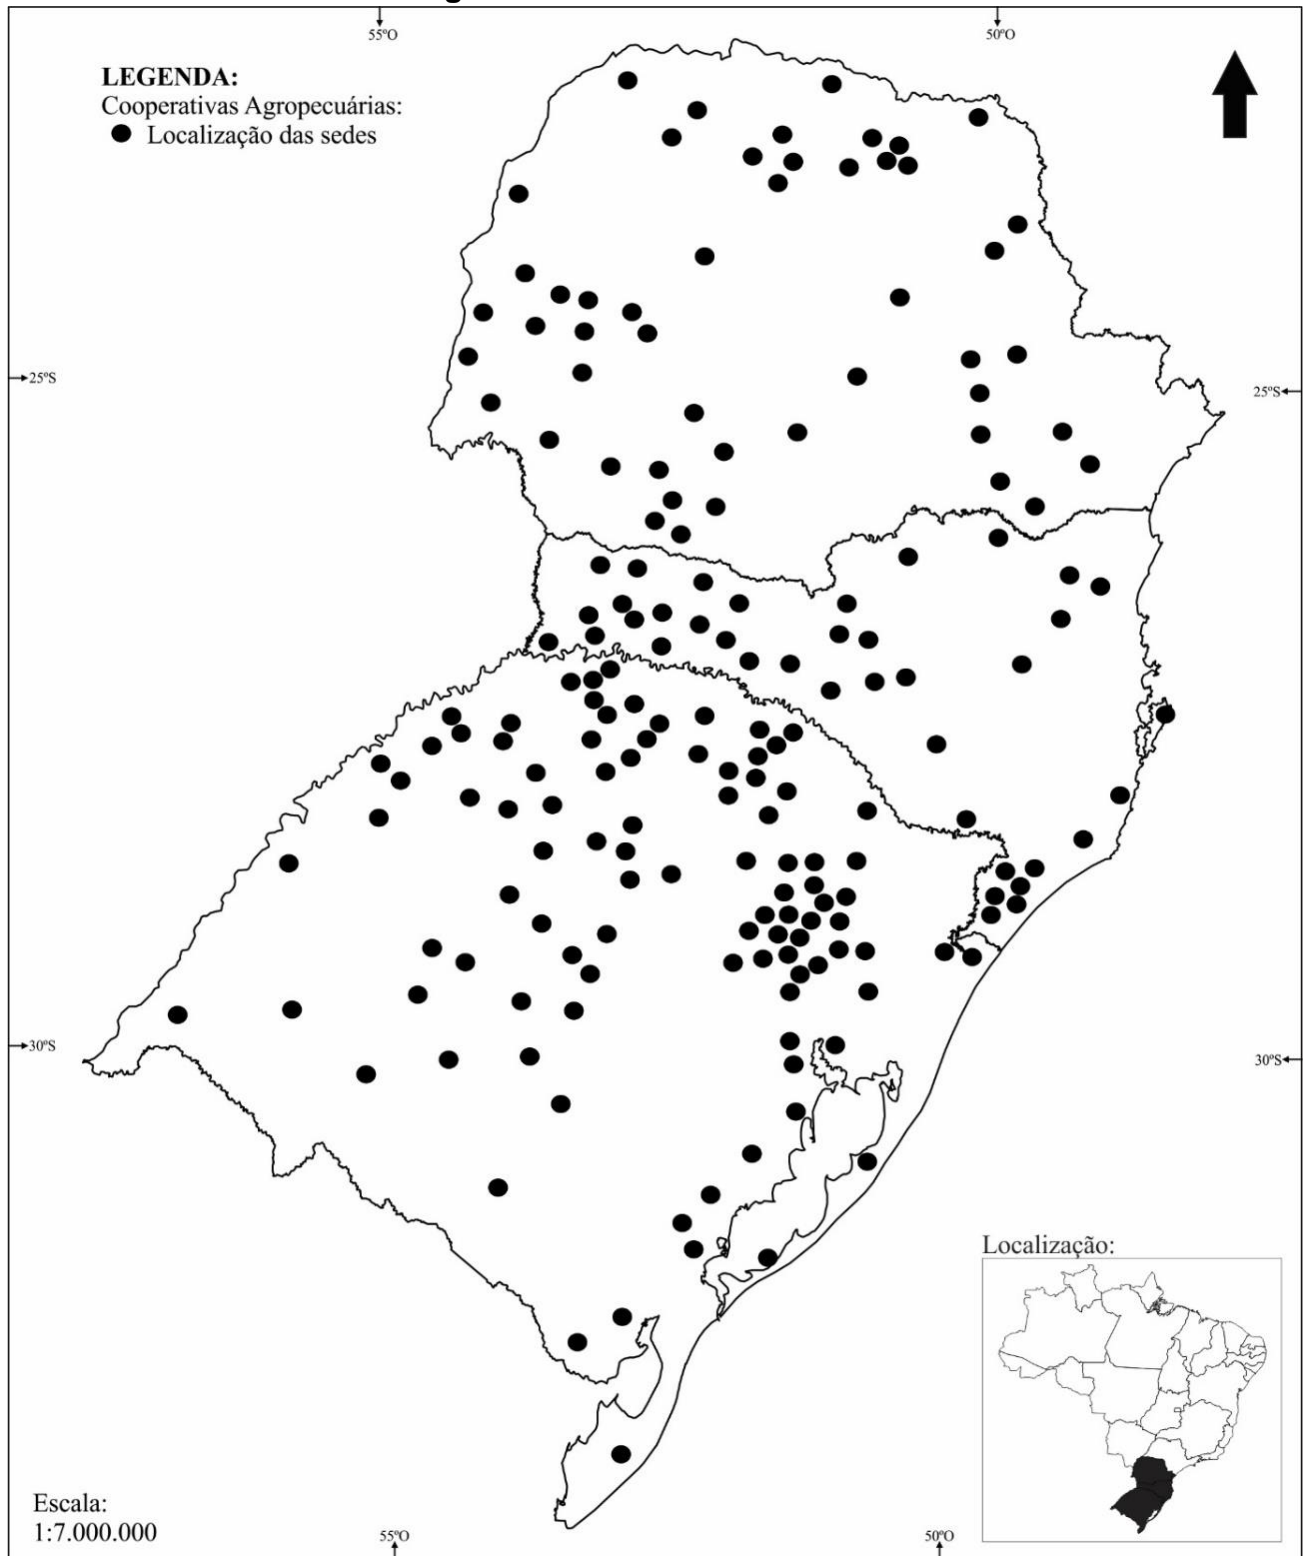 55ºO
50ºO
LEGENDA:
Cooperativas Agropecuárias:
Localização das sedes
25ºS
25ºS
30ºS
30ºS
Localização:
Escala:
1:7.000.000
55ºO
50ºO